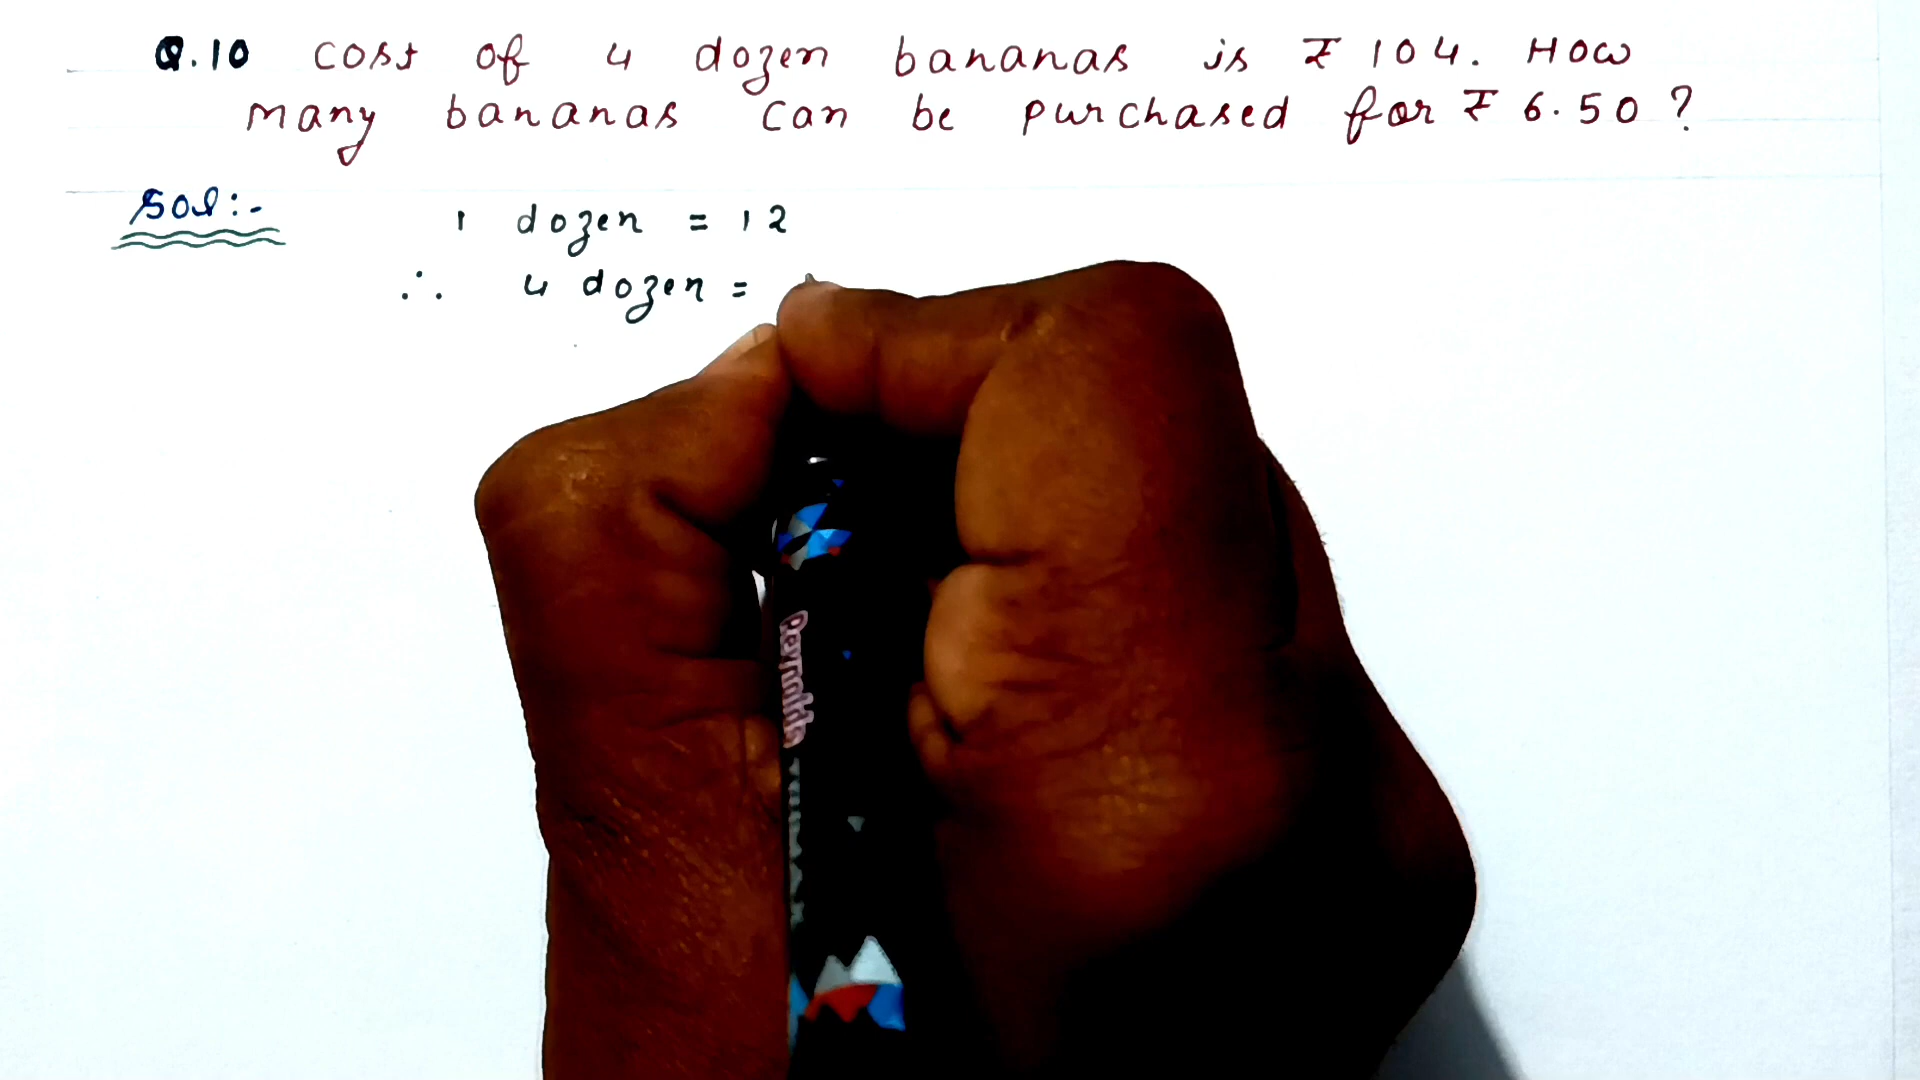 Q.10 Cost of 4 dozen bananas is ₹ 104. How
many bananas can be purchased for ₹ 6.50 ?
Sol:-
1 dozen = 12
∴ 4 dozen =
Reynolds